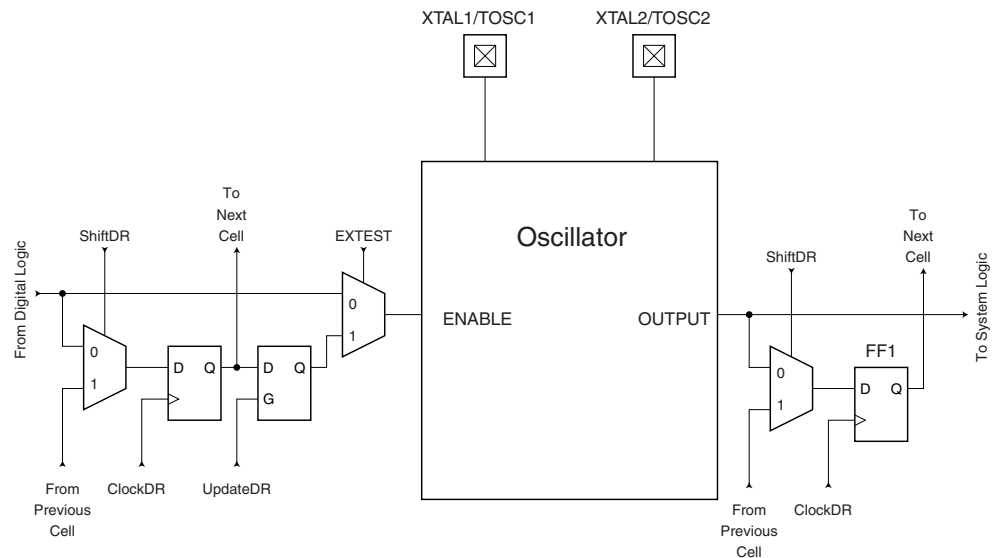 XTAL1/TOSC1
XTAL2/TOSC2
To
Next
Cell
ShiftDR
EXTEST
From Digital Logic
0
1
0
1
D Q
D Q
G
From
Previous
Cell
ClockDR
UpdateDR
Oscillator
ENABLE
OUTPUT
To
Next
Cell
ShiftDR
To System Logic
FF1
0
1
D Q
From
Previous
Cell
ClockDR